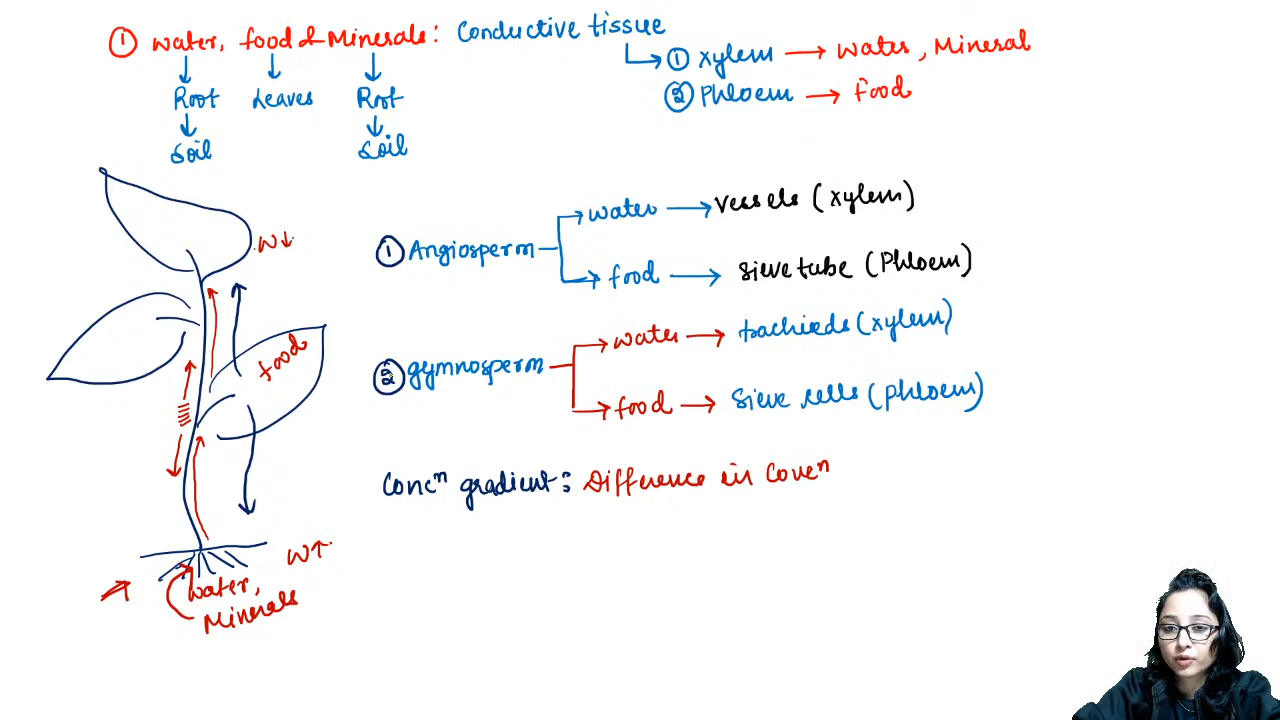 ① Water, food & Minerals: Conductive tissue
① Xylem → Water, Mineral
② Phloem → Food
Root Leaves Root
Soil Soil
① Angiosperm
water → Vessels (Xylem)
food → Sieve tube (Phloem)
② gymnosperm
water → tracheids (Xylem)
food → Sieve cells (Phloem)
Concⁿ gradient: Difference in Concⁿ
W↓
food
W↑
Water,
Minerals